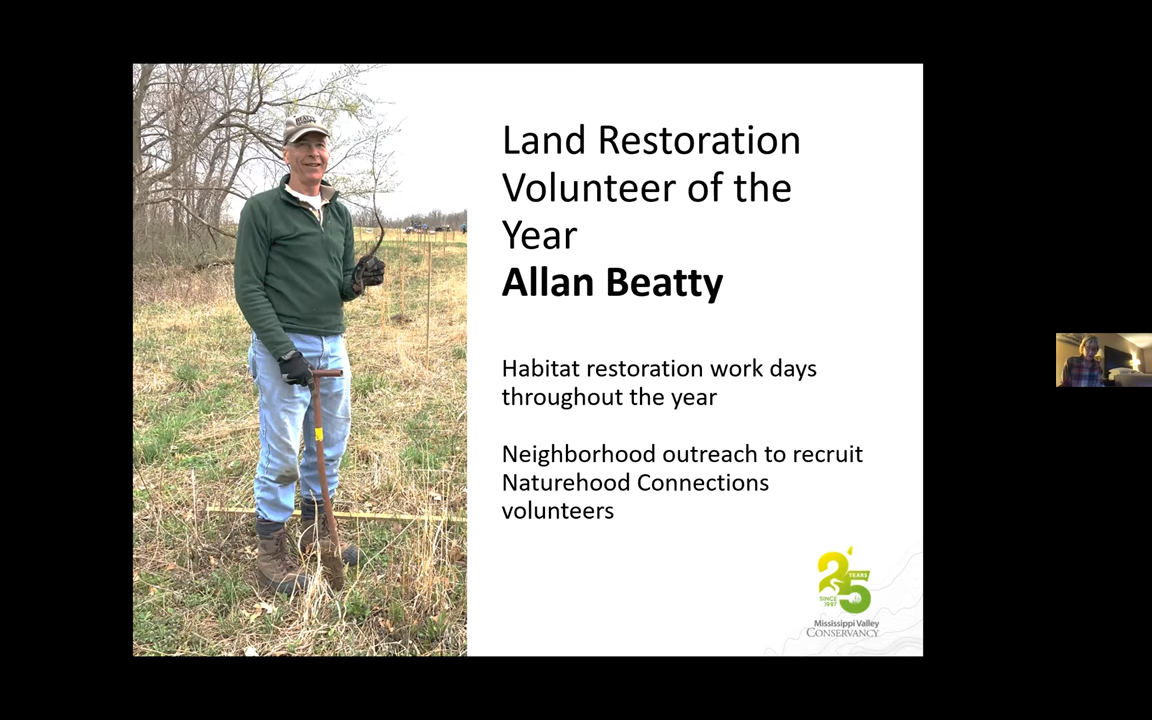 Land Restoration
Volunteer of the
Year
Allan Beatty
Habitat restoration work days
throughout the year
Neighborhood outreach to recruit
Naturehood Connections
volunteers
25
YEARS
SINCE
1997
Mississippi Valley
CONSERVANCY